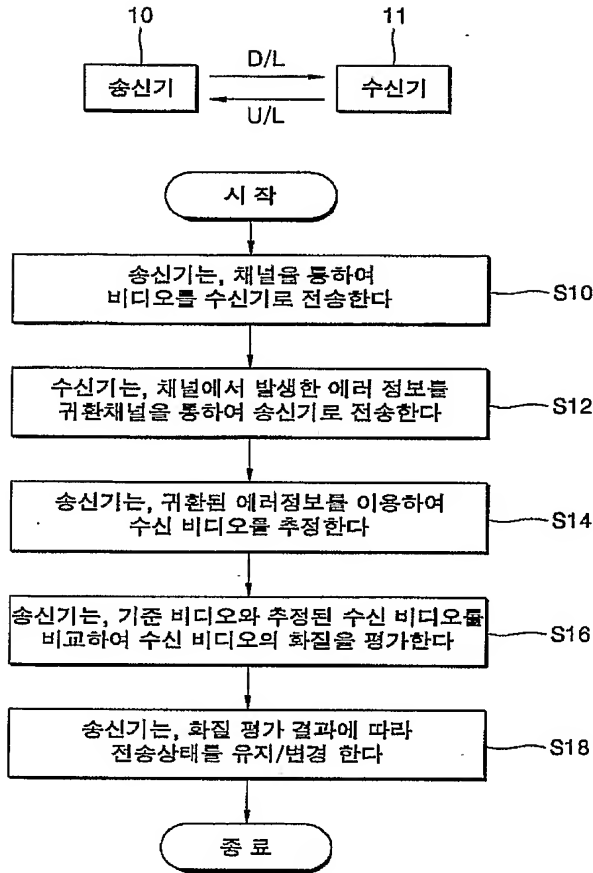 10
11
송신기
D/L
수신기
U/L
시 작
송신기는, 채널을 통하여
비디오를 수신기로 전송한다
S10
수신기는, 채널에서 발생한 에러 정보를
귀환채널을 통하여 송신기로 전송한다
S12
송신기는, 귀환된 에러정보를 이용하여
수신 비디오를 추정한다
S14
송신기는, 기준 비디오와 추정된 수신 비디오를
비교하여 수신 비디오의 화질을 평가한다
S16
송신기는, 화질 평가 결과에 따라
전송상태를 유지/변경 한다
S18
종 료